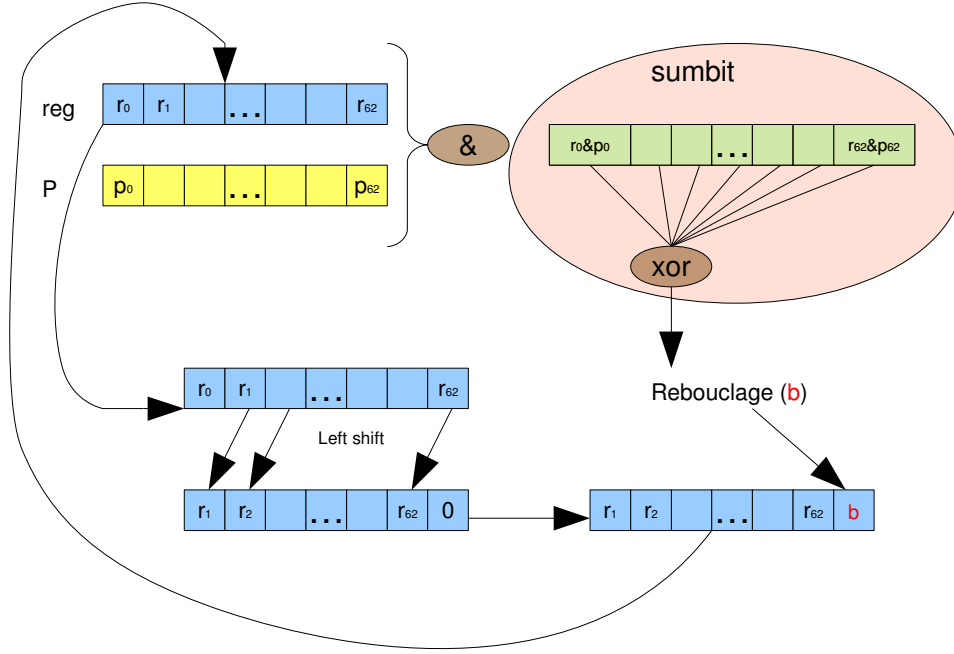 sumbit
reg r₀ r₁ ... r₆₂
& r₀&p₀ ... r₆₂&p₆₂
P p₀ ... p₆₂
xor
r₀ r₁ ... r₆₂
Rebouclage (b)
Left shift
r₁ r₂ ... r₆₂ 0
r₁ r₂ ... r₆₂ b